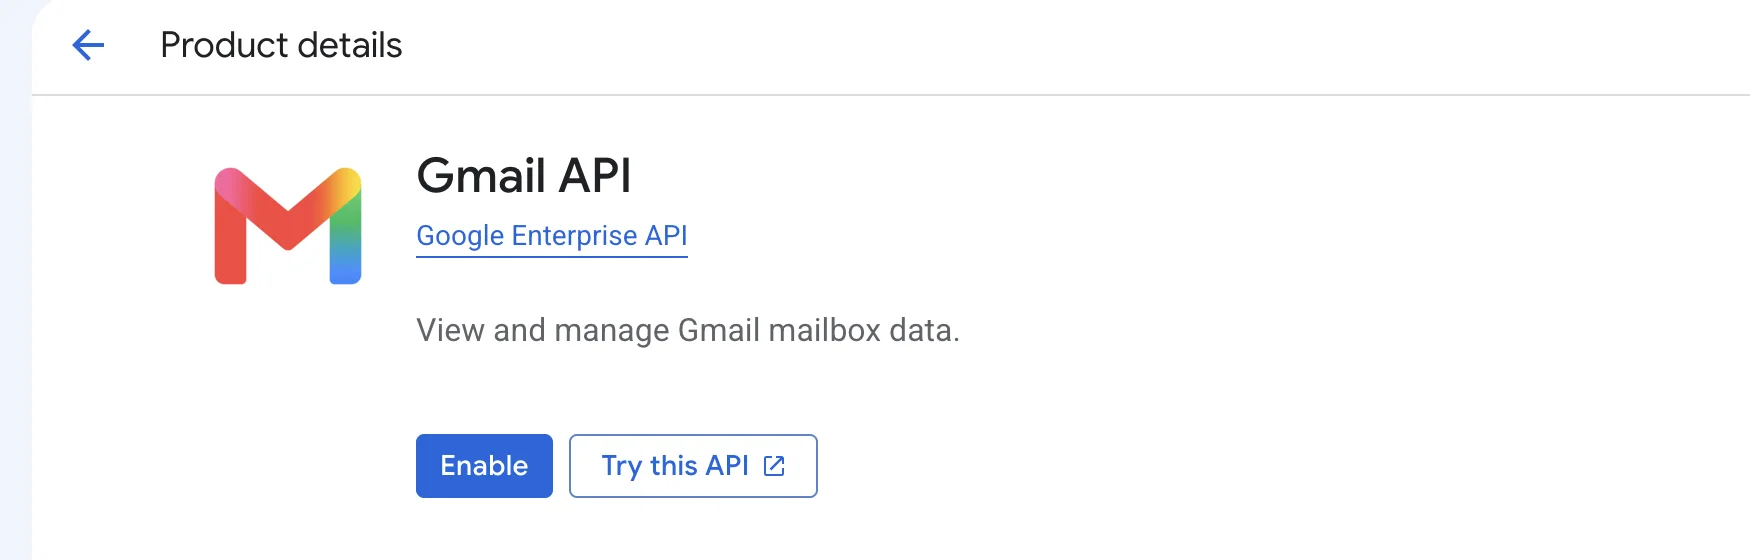 Product details
Gmail API
Google Enterprise API
View and manage Gmail mailbox data.
Enable
Try this API